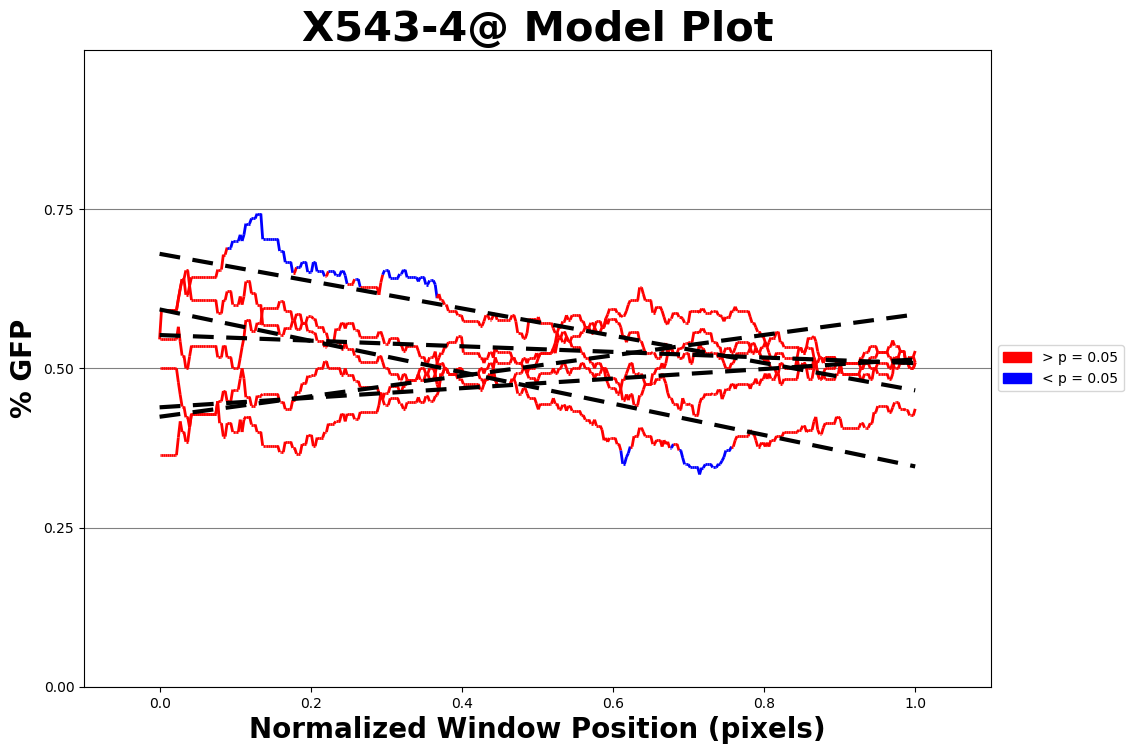 X543-4@ Model Plot
% GFP
0.75
0.50
0.25
0.00
0.0 0.2 0.4 0.6 0.8 1.0
Normalized Window Position (pixels)
> p = 0.05
< p = 0.05